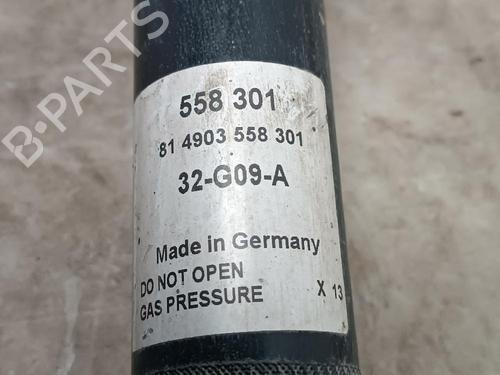 B-PARTS
558 301
81 4903 558 301
32-G09-A
Made in Germany
DO NOT OPEN
GAS PRESSURE X 13